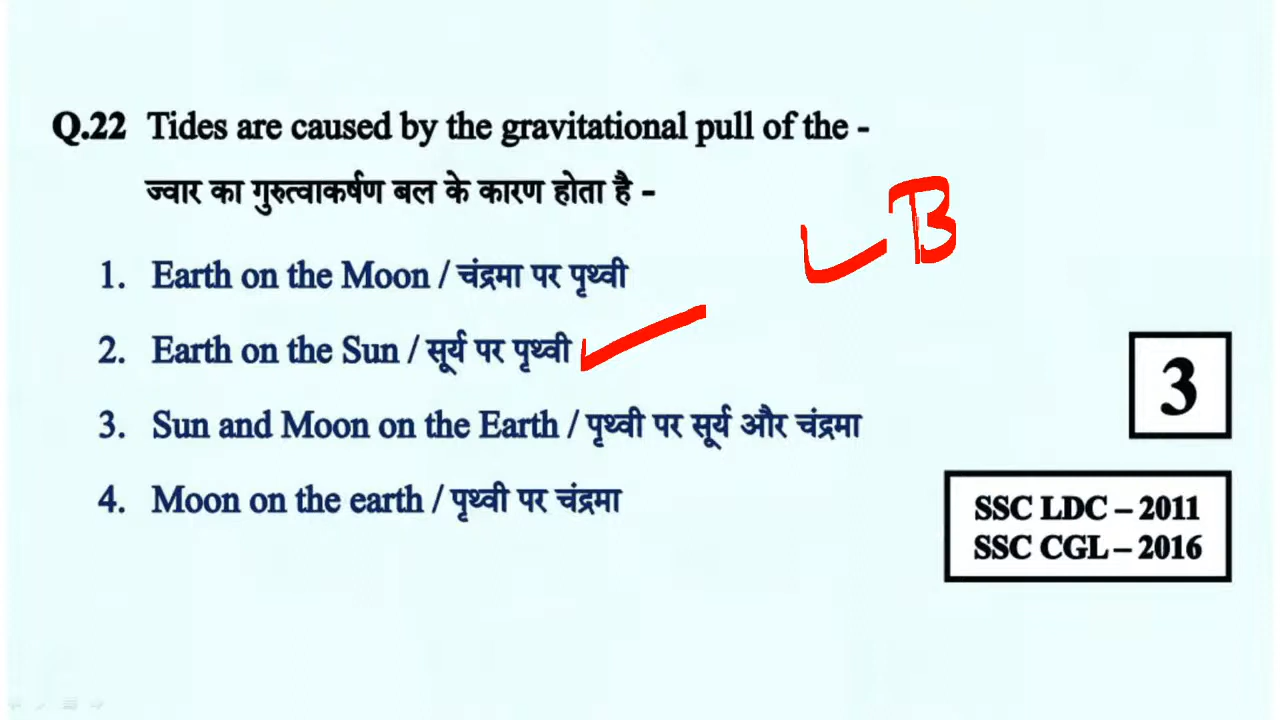 Q.22 Tides are caused by the gravitational pull of the -
ज्वार का गुरुत्वाकर्षण बल के कारण होता है -
B
1. Earth on the Moon / चंद्रमा पर पृथ्वी
2. Earth on the Sun / सूर्य पर पृथ्वी
3. Sun and Moon on the Earth / पृथ्वी पर सूर्य और चंद्रमा
4. Moon on the earth / पृथ्वी पर चंद्रमा
3
SSC LDC – 2011
SSC CGL – 2016